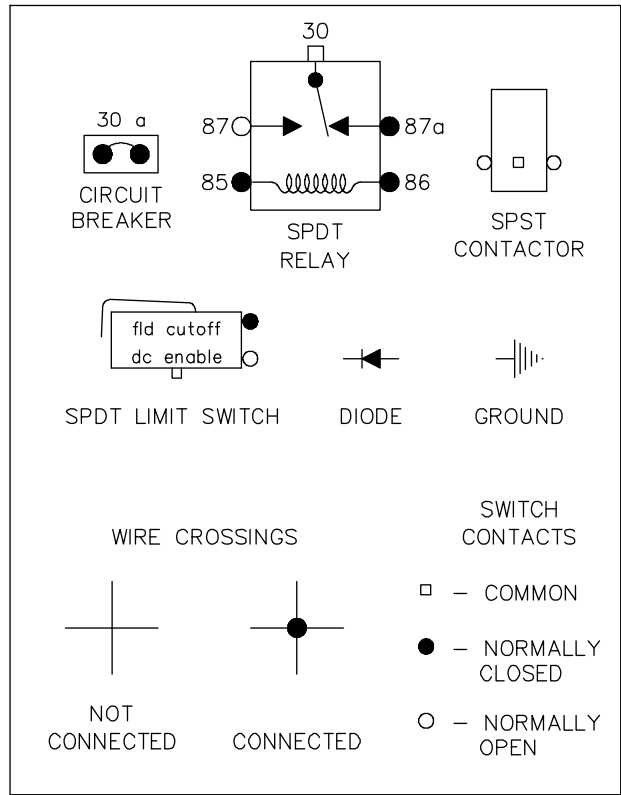 30
30 a
87
87a
85
86
CIRCUIT
BREAKER
SPDT
RELAY
SPST
CONTACTOR
fld cutoff
dc enable
SPDT LIMIT SWITCH
DIODE
GROUND
WIRE CROSSINGS
NOT
CONNECTED
CONNECTED
SWITCH
CONTACTS
– COMMON
– NORMALLY
CLOSED
– NORMALLY
OPEN